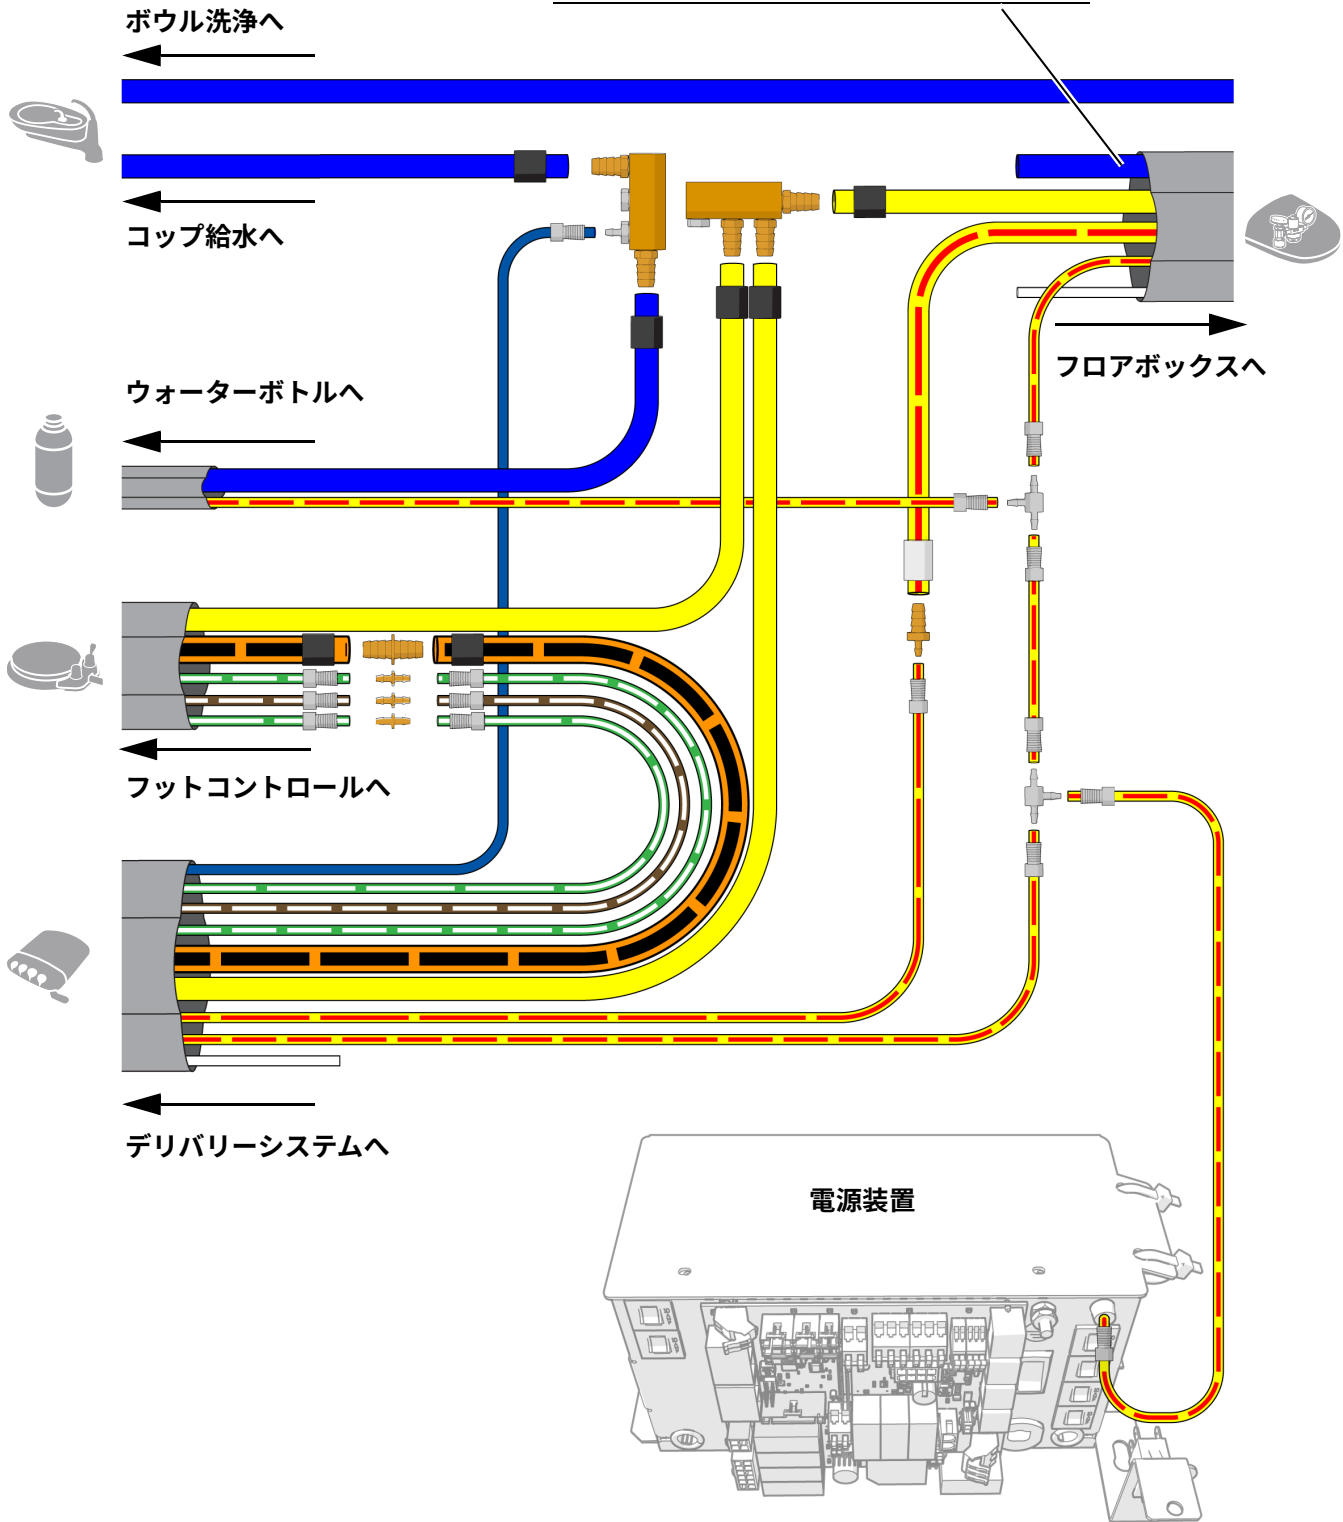 ボウル洗浄へ
コップ給水へ
フロアボックスへ
ウォーターボトルへ
フットコントロールへ
デリバリーシステムへ
電源装置